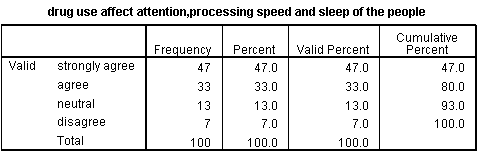 drug use affect attention,processing speed and sleep of the people
Frequency Percent Valid Percent Cumulative Percent
Valid strongly agree 47 47.0 47.0 47.0
agree 33 33.0 33.0 80.0
neutral 13 13.0 13.0 93.0
disagree 7 7.0 7.0 100.0
Total 100 100.0 100.0